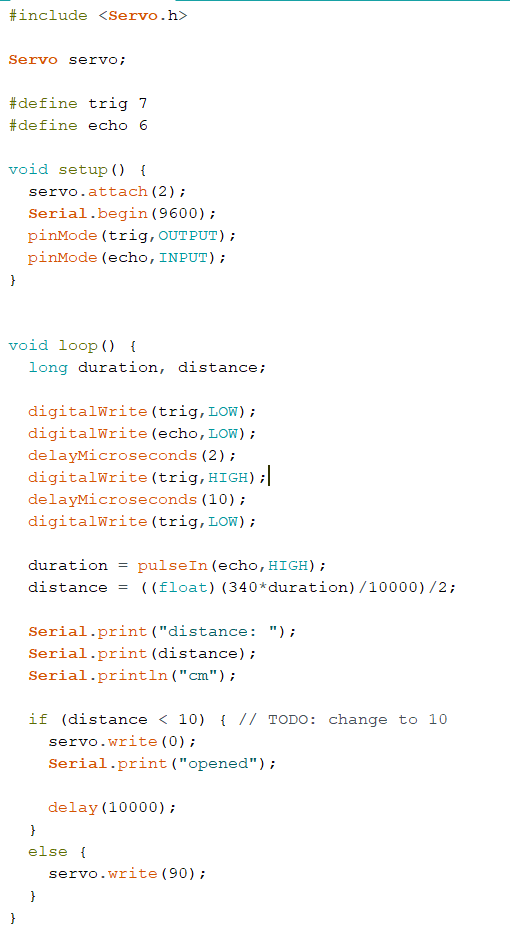 #include <Servo.h>
Servo servo;
#define trig 7
#define echo 6
void setup() {
servo.attach(2);
Serial.begin(9600);
pinMode(trig,OUTPUT);
pinMode(echo,INPUT);
}
void loop() {
long duration, distance;
digitalWrite(trig,LOW);
digitalWrite(echo,LOW);
delayMicroseconds(2);
digitalWrite(trig,HIGH);
delayMicroseconds(10);
digitalWrite(trig,LOW);
duration = pulseIn(echo,HIGH);
distance = ((float)(340*duration)/10000)/2;
Serial.print("distance: ");
Serial.print(distance);
Serial.println("cm");
if (distance < 10) { // TODO: change to 10
servo.write(0);
Serial.print("opened");
delay(10000);
}
else {
servo.write(90);
}
}